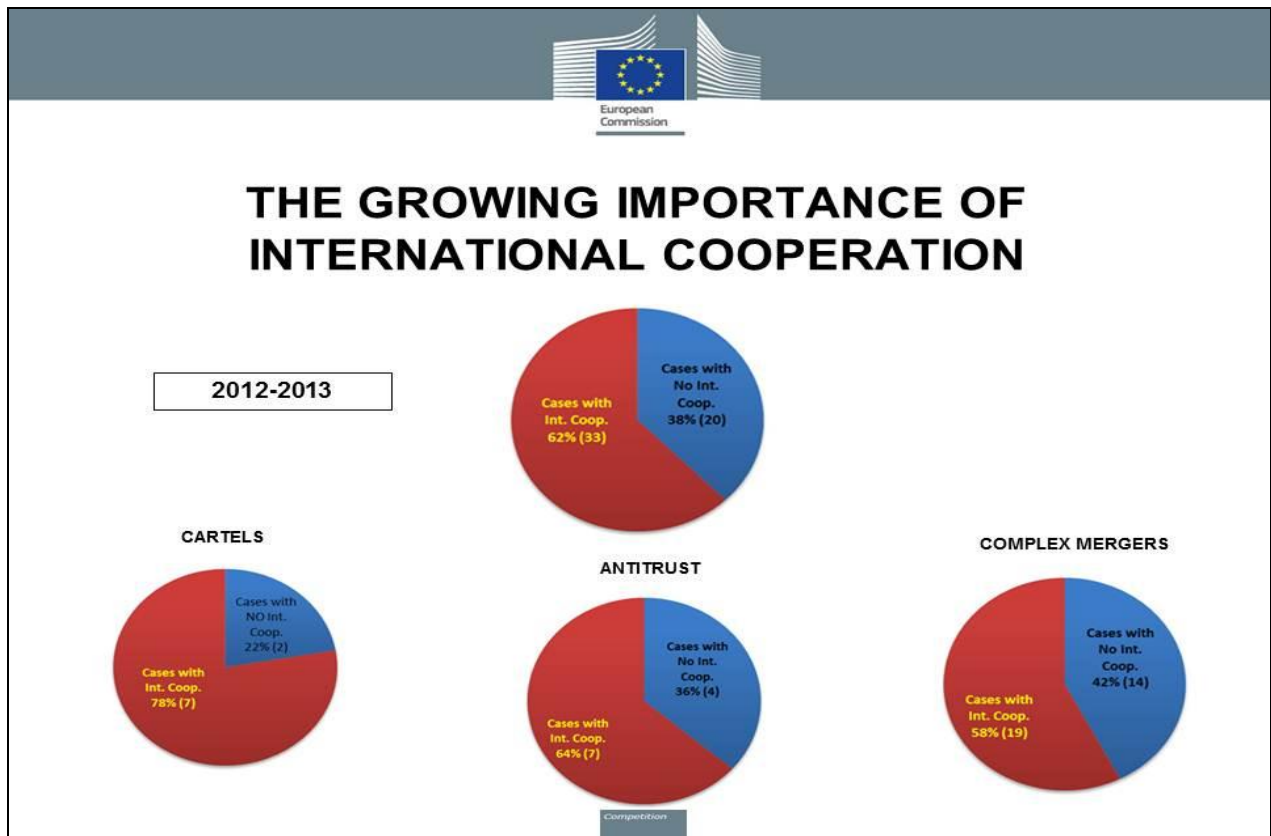 European
Commission
THE GROWING IMPORTANCE OF
INTERNATIONAL COOPERATION
2012-2013
Cases with
Int. Coop.
62% (33)
Cases with
No Int.
Coop.
38% (20)
CARTELS
Cases with
NO Int.
Coop.
22% (2)
Cases with
Int. Coop.
78% (7)
ANTITRUST
Cases with
No Int.
Coop.
36% (4)
Cases with
Int. Coop.
64% (7)
COMPLEX MERGERS
Cases with
No Int.
Coop.
42% (14)
Cases with
Int. Coop.
58% (19)
Competition